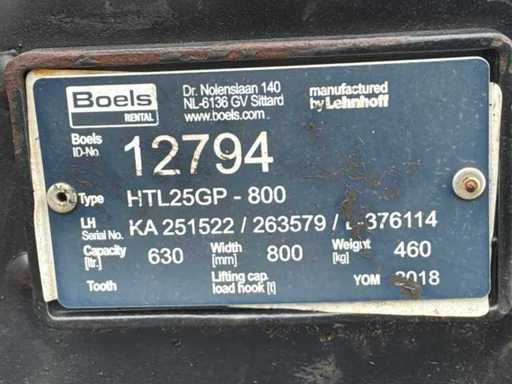 Boels
RENTAL
Dr. Nolenslaan 140
NL-6136 GV Sittard
www.boels.com
manufactured
by Lehnhoff
Boels
ID-No.
12794
Type HTL25GP - 800
LH
Serial No. KA 251522 / 263579 / L-376114
Capacity
[ltr.] 630 Width
[mm] 800 Weight
[kg] 460
Tooth Lifting cap.
load hook [t] YOM 2018